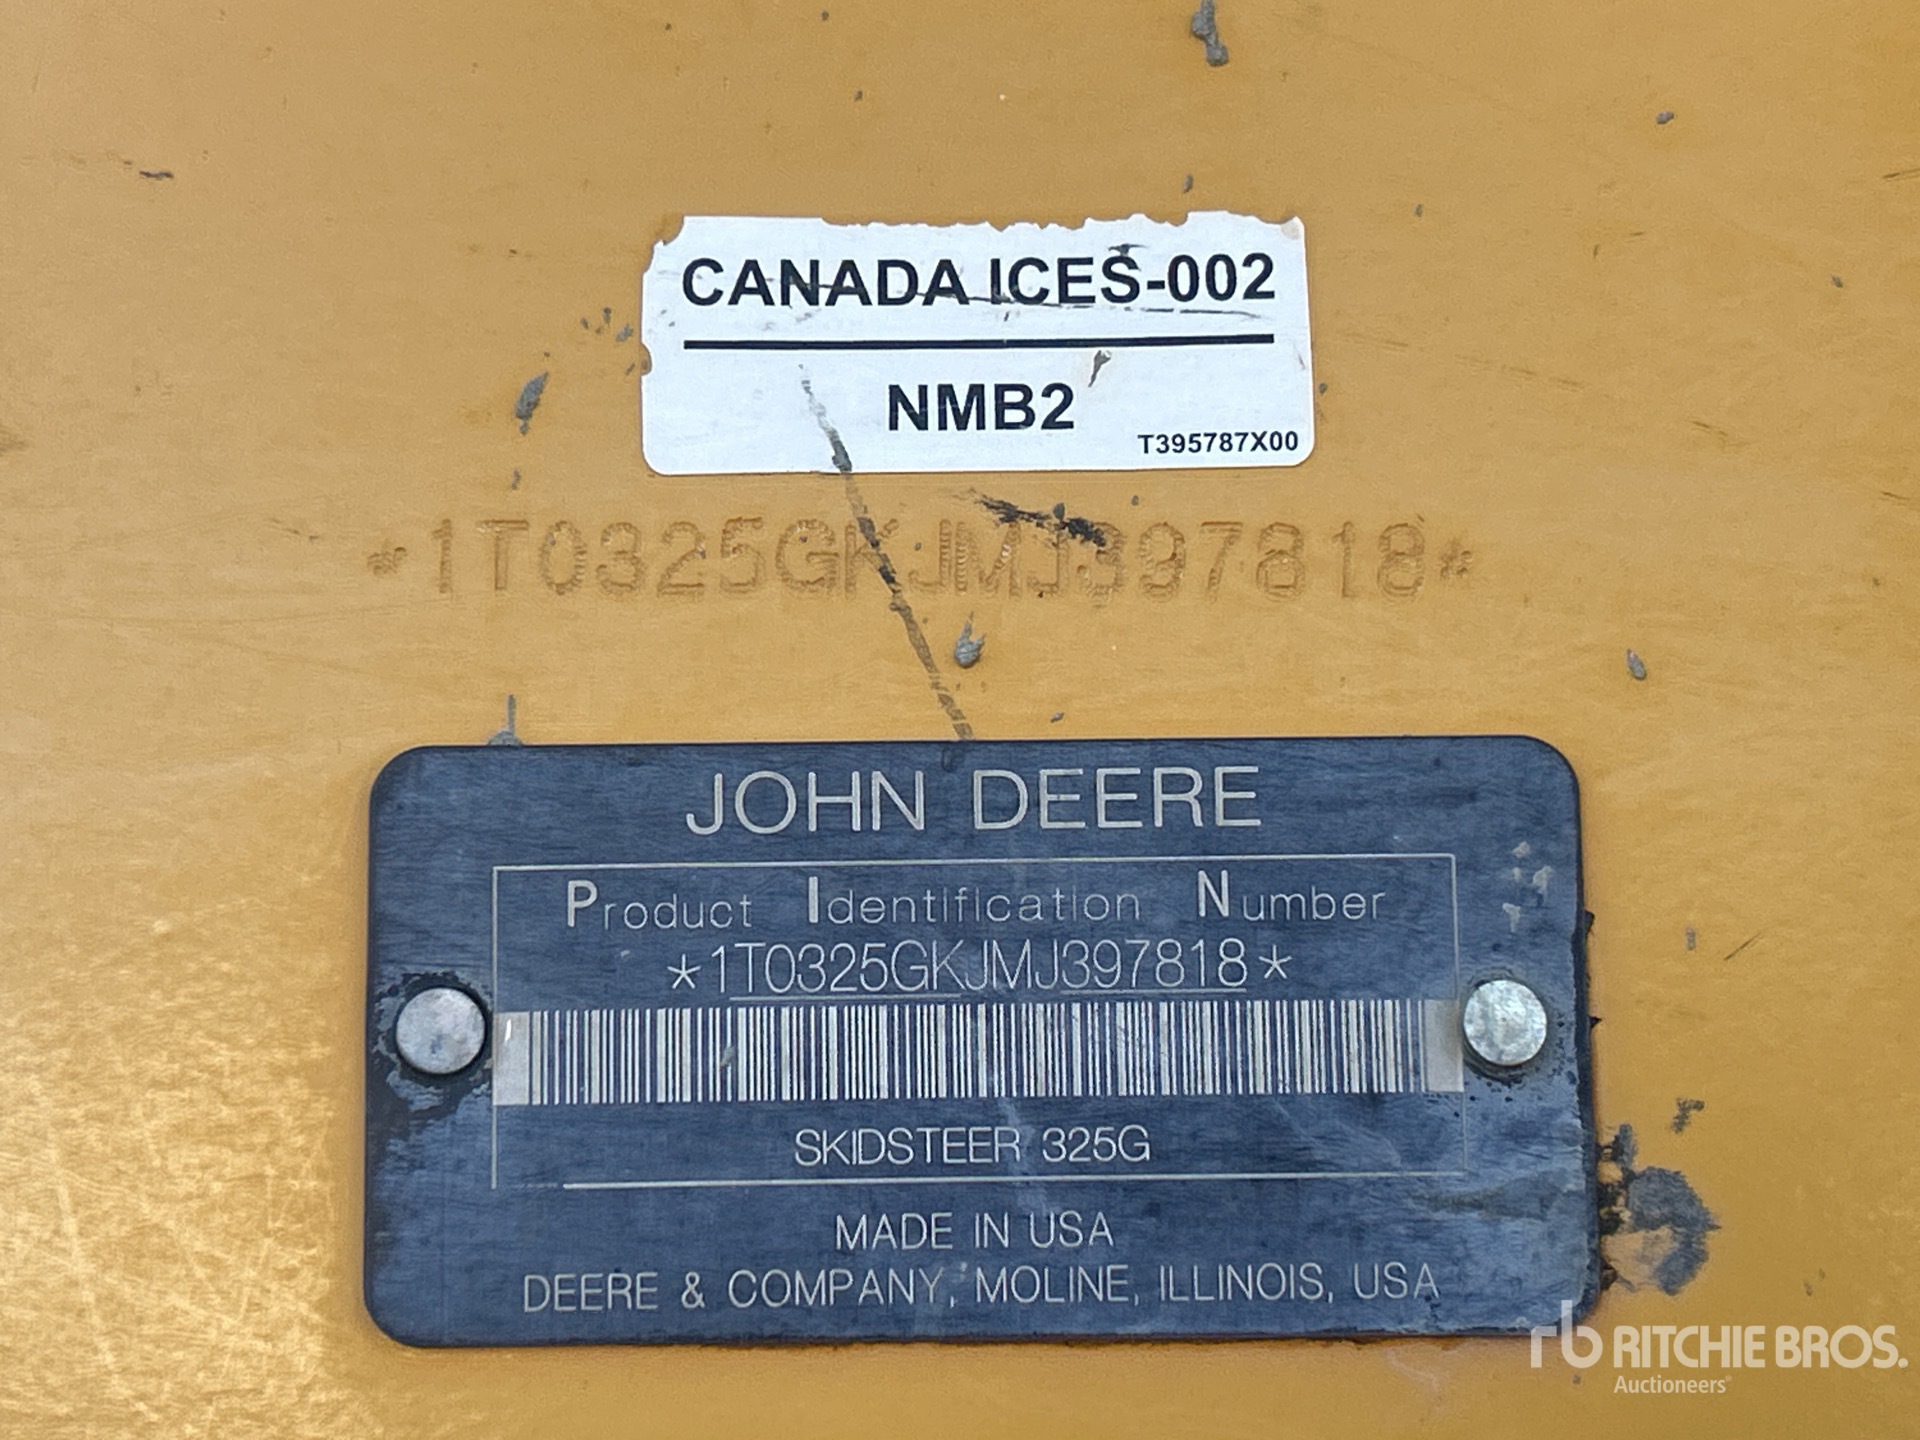 CANADA ICES-002
NMB2
T395787X00
*1T0325GKJMJ397818*
JOHN DEERE
Product Identification Number
*1T0325GKJMJ397818*
SKIDSTEER 325G
MADE IN USA
DEERE & COMPANY, MOLINE, ILLINOIS, USA
rb RITCHIE BROS.
Auctioneers